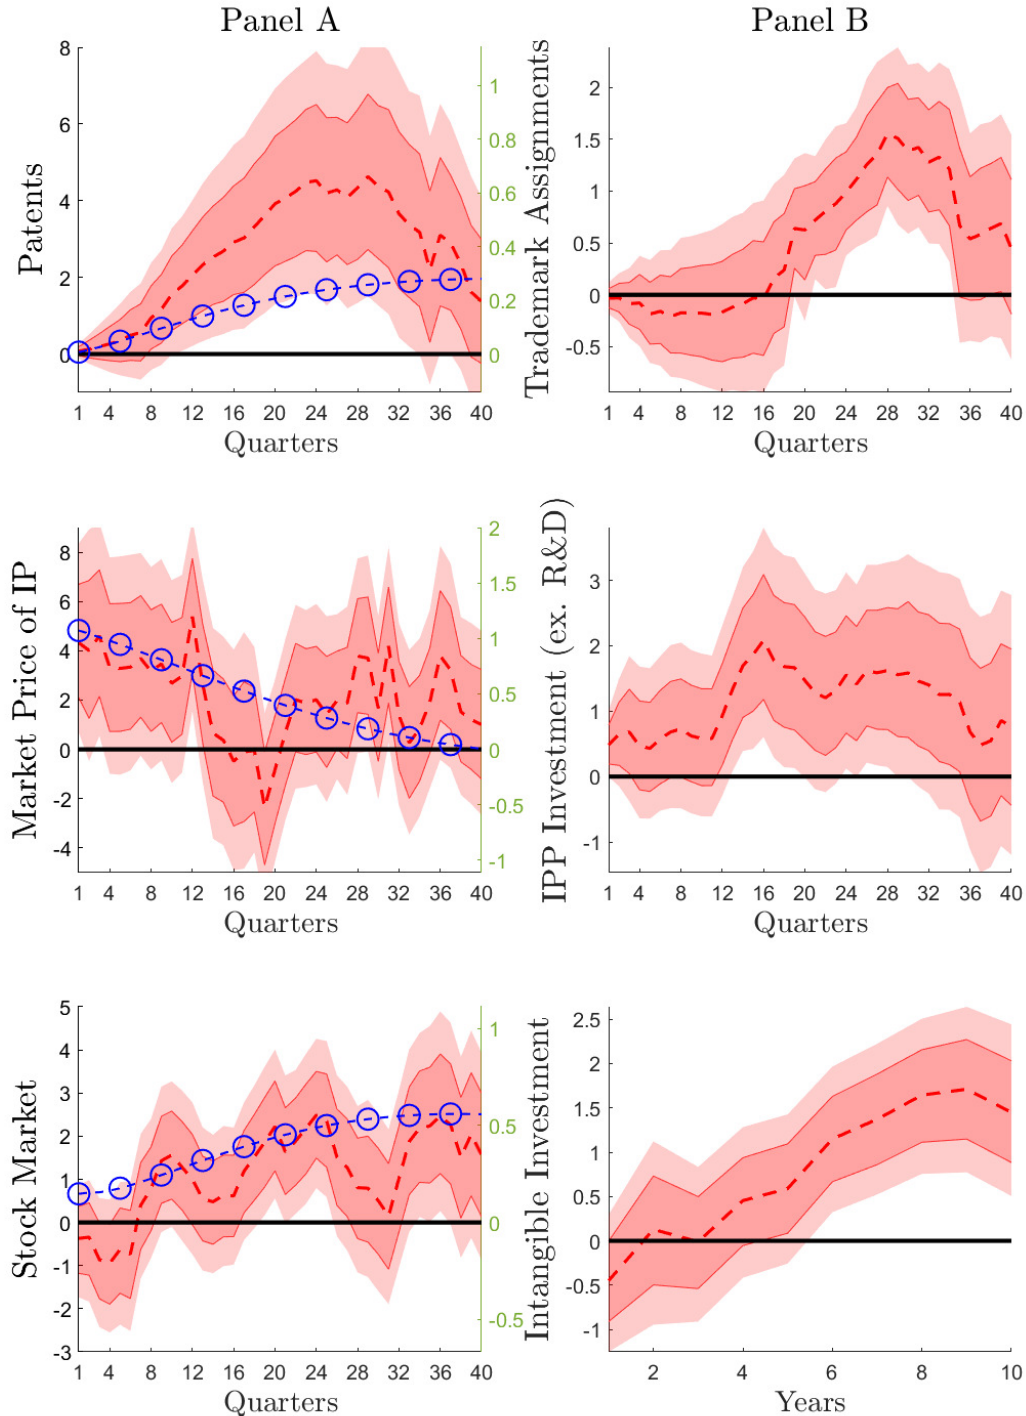 Panel A
Patents
8
6
4
2
0
1
0.8
0.6
0.4
0.2
0
1 4 8 12 16 20 24 28 32 36 40
Quarters
Panel B
Trademark Assignments
2
1.5
1
0.5
0
-0.5
1 4 8 12 16 20 24 28 32 36 40
Quarters
Market Price of IP
8
6
4
2
0
-2
-4
2
1.5
1
0.5
0
-0.5
-1
1 4 8 12 16 20 24 28 32 36 40
Quarters
IPP Investment (ex. R&D)
3
2
1
0
-1
1 4 8 12 16 20 24 28 32 36 40
Quarters
Stock Market
5
4
3
2
1
0
-1
-2
-3
1
0.5
0
-0.5
1 4 8 12 16 20 24 28 32 36 40
Quarters
Intangible Investment
2.5
2
1.5
1
0.5
0
-0.5
-1
2 4 6 8 10
Years